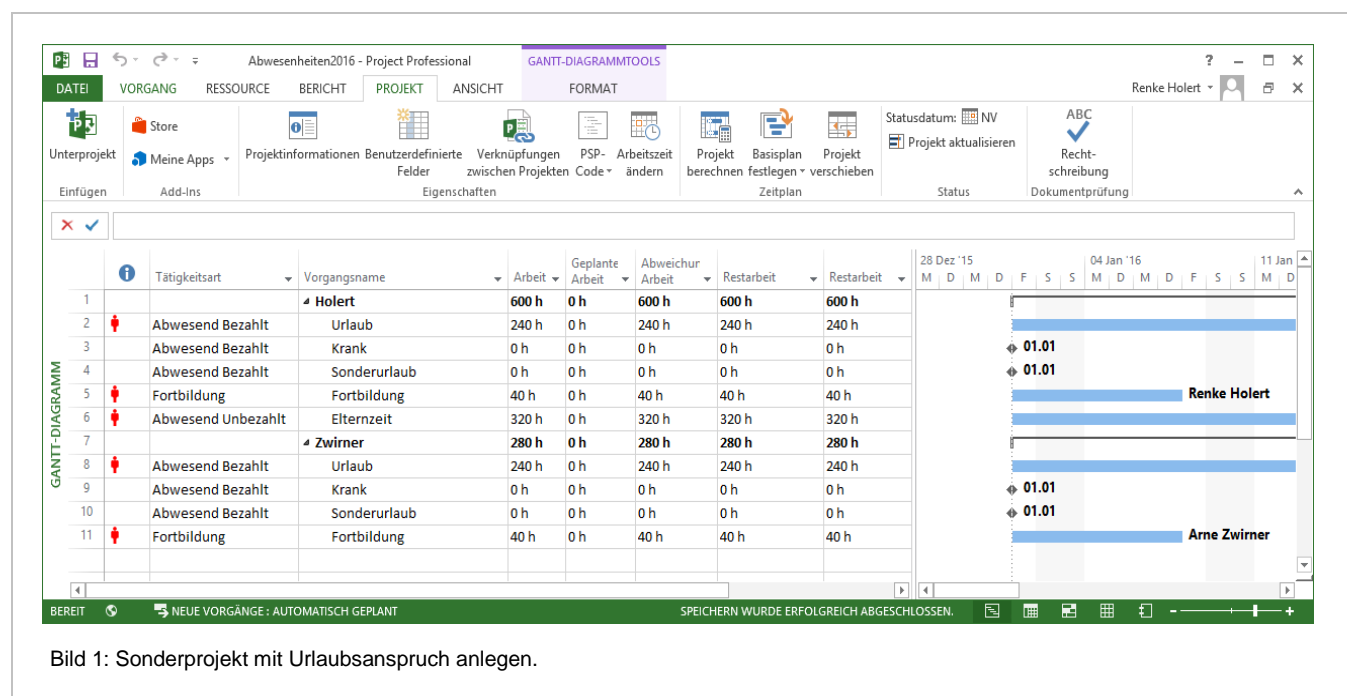 Abwesenheiten2016 - Project Professional GANTT-DIAGRAMMTOOLS ?
DATEI VORGANG RESSOURCE BERICHT PROJEKT ANSICHT FORMAT Renke Holert
Unterprojekt
Store
Meine Apps
Projektinformationen
Benutzerdefinierte
Felder
Verknüpfungen
zwischen Projekten
PSP-
Code
Arbeitszeit
ändern
Projekt
berechnen
Basisplan
festlegen
Projekt
verschieben
Statusdatum: NV
Projekt aktualisieren
ABC
Recht-
schreibung
Einfügen Add-Ins Eigenschaften Zeitplan Status Dokumentprüfung
GANTT-DIAGRAMM
Tätigkeitsart Vorgangsname Arbeit Geplante Arbeit Abweichur Arbeit Restarbeit Restarbeit
28 Dez '15 04 Jan '16 11 Jan
M D M D F S S M D M D F S S M D
1 Holert 600 h 0 h 600 h 600 h 600 h
2 Abwesend Bezahlt Urlaub 240 h 0 h 240 h 240 h 240 h
3 Abwesend Bezahlt Krank 0 h 0 h 0 h 0 h 0 h 01.01
4 Abwesend Bezahlt Sonderurlaub 0 h 0 h 0 h 0 h 0 h 01.01
5 Fortbildung Fortbildung 40 h 0 h 40 h 40 h 40 h Renke Holert
6 Abwesend Unbezahlt Elternzeit 320 h 0 h 320 h 320 h 320 h
7 Zwirner 280 h 0 h 280 h 280 h 280 h
8 Abwesend Bezahlt Urlaub 240 h 0 h 240 h 240 h 240 h
9 Abwesend Bezahlt Krank 0 h 0 h 0 h 0 h 0 h 01.01
10 Abwesend Bezahlt Sonderurlaub 0 h 0 h 0 h 0 h 0 h 01.01
11 Fortbildung Fortbildung 40 h 0 h 40 h 40 h 40 h Arne Zwirner
BEREIT NEUE VORGÄNGE : AUTOMATISCH GEPLANT SPEICHERN WURDE ERFOLGREICH ABGESCHLOSSEN.
Bild 1: Sonderprojekt mit Urlaubsanspruch anlegen.